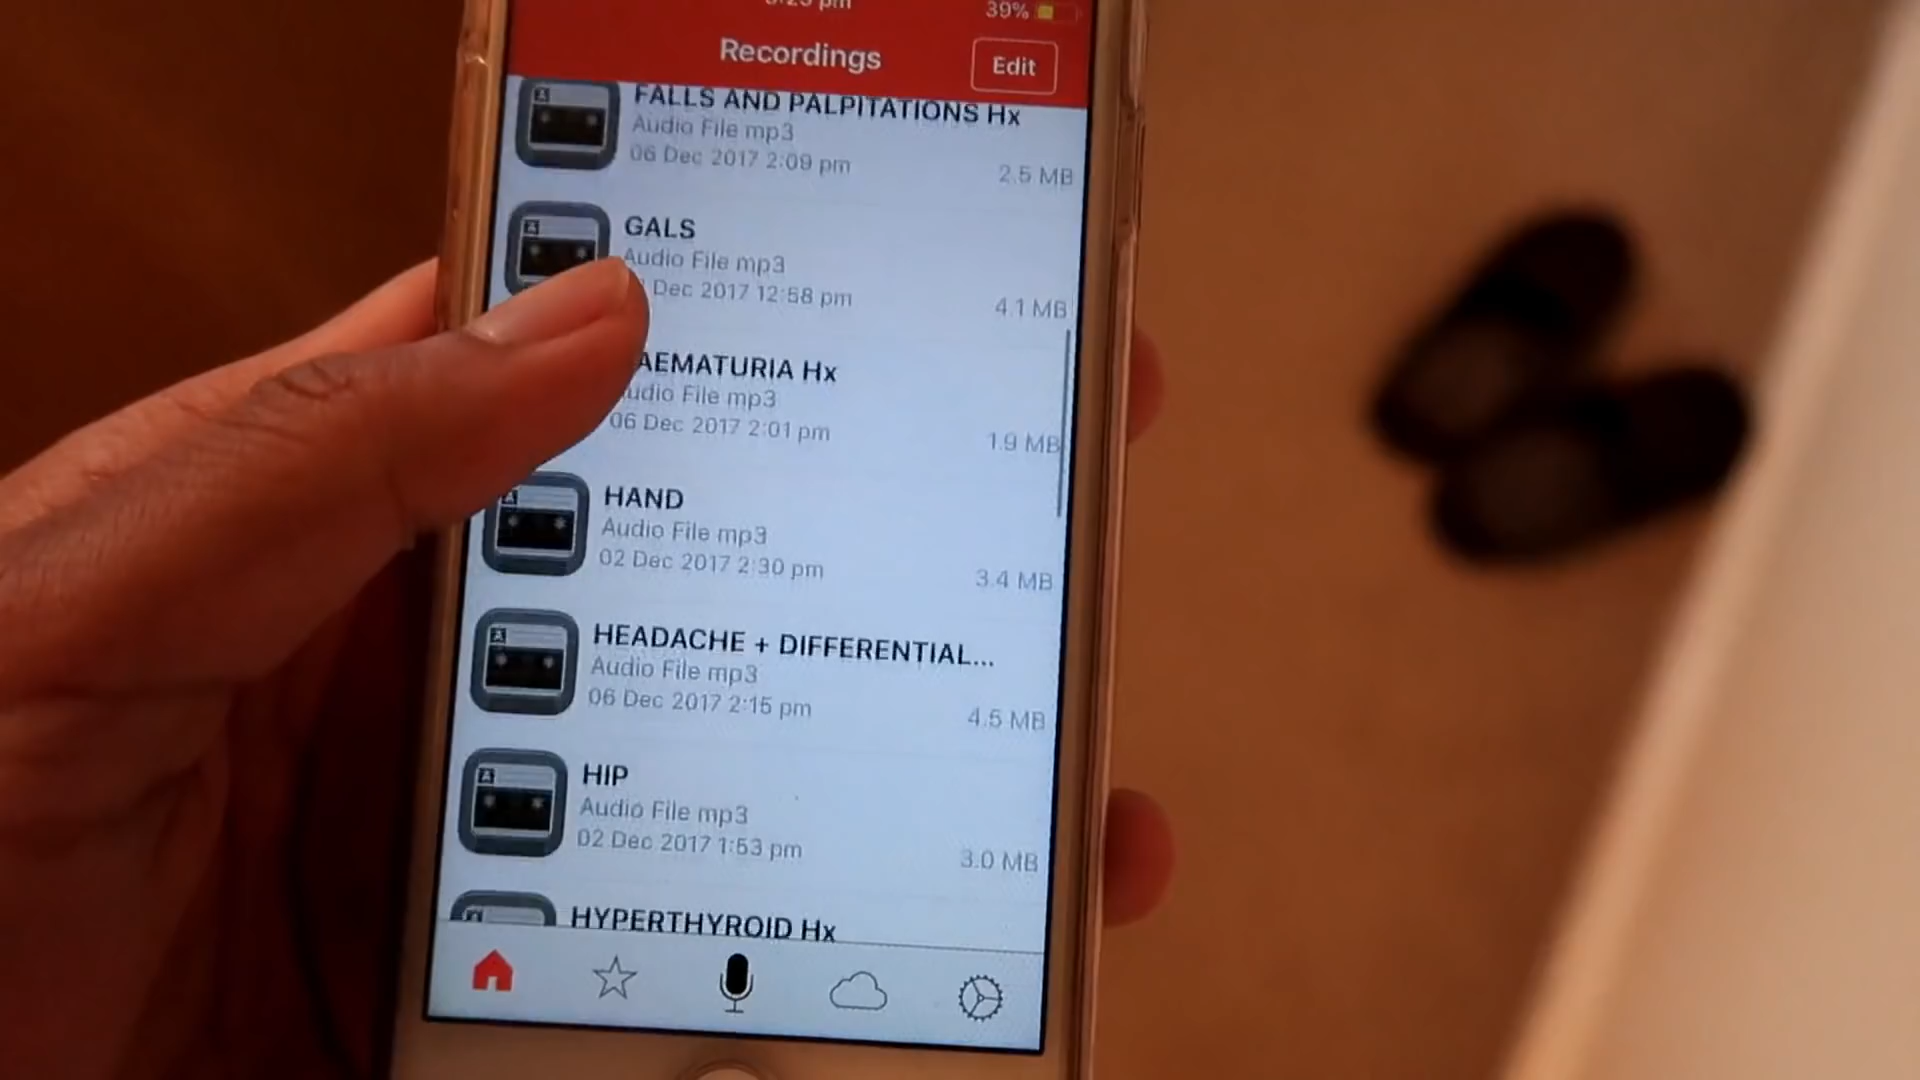 39%
Recordings
Edit
FALLS AND PALPITATIONS Hx
Audio File mp3
06 Dec 2017 2:09 pm
2.5 MB
GALS
Audio File mp3
Dec 2017 12:58 pm
4.1 MB
AEMATURIA Hx
Audio File mp3
06 Dec 2017 2:01 pm
1.9 MB
HAND
Audio File mp3
02 Dec 2017 2:30 pm
3.4 MB
HEADACHE + DIFFERENTIAL...
Audio File mp3
06 Dec 2017 2:15 pm
4.5 MB
HIP
Audio File mp3
02 Dec 2017 1:53 pm
3.0 MB
HYPERTHYROID Hx